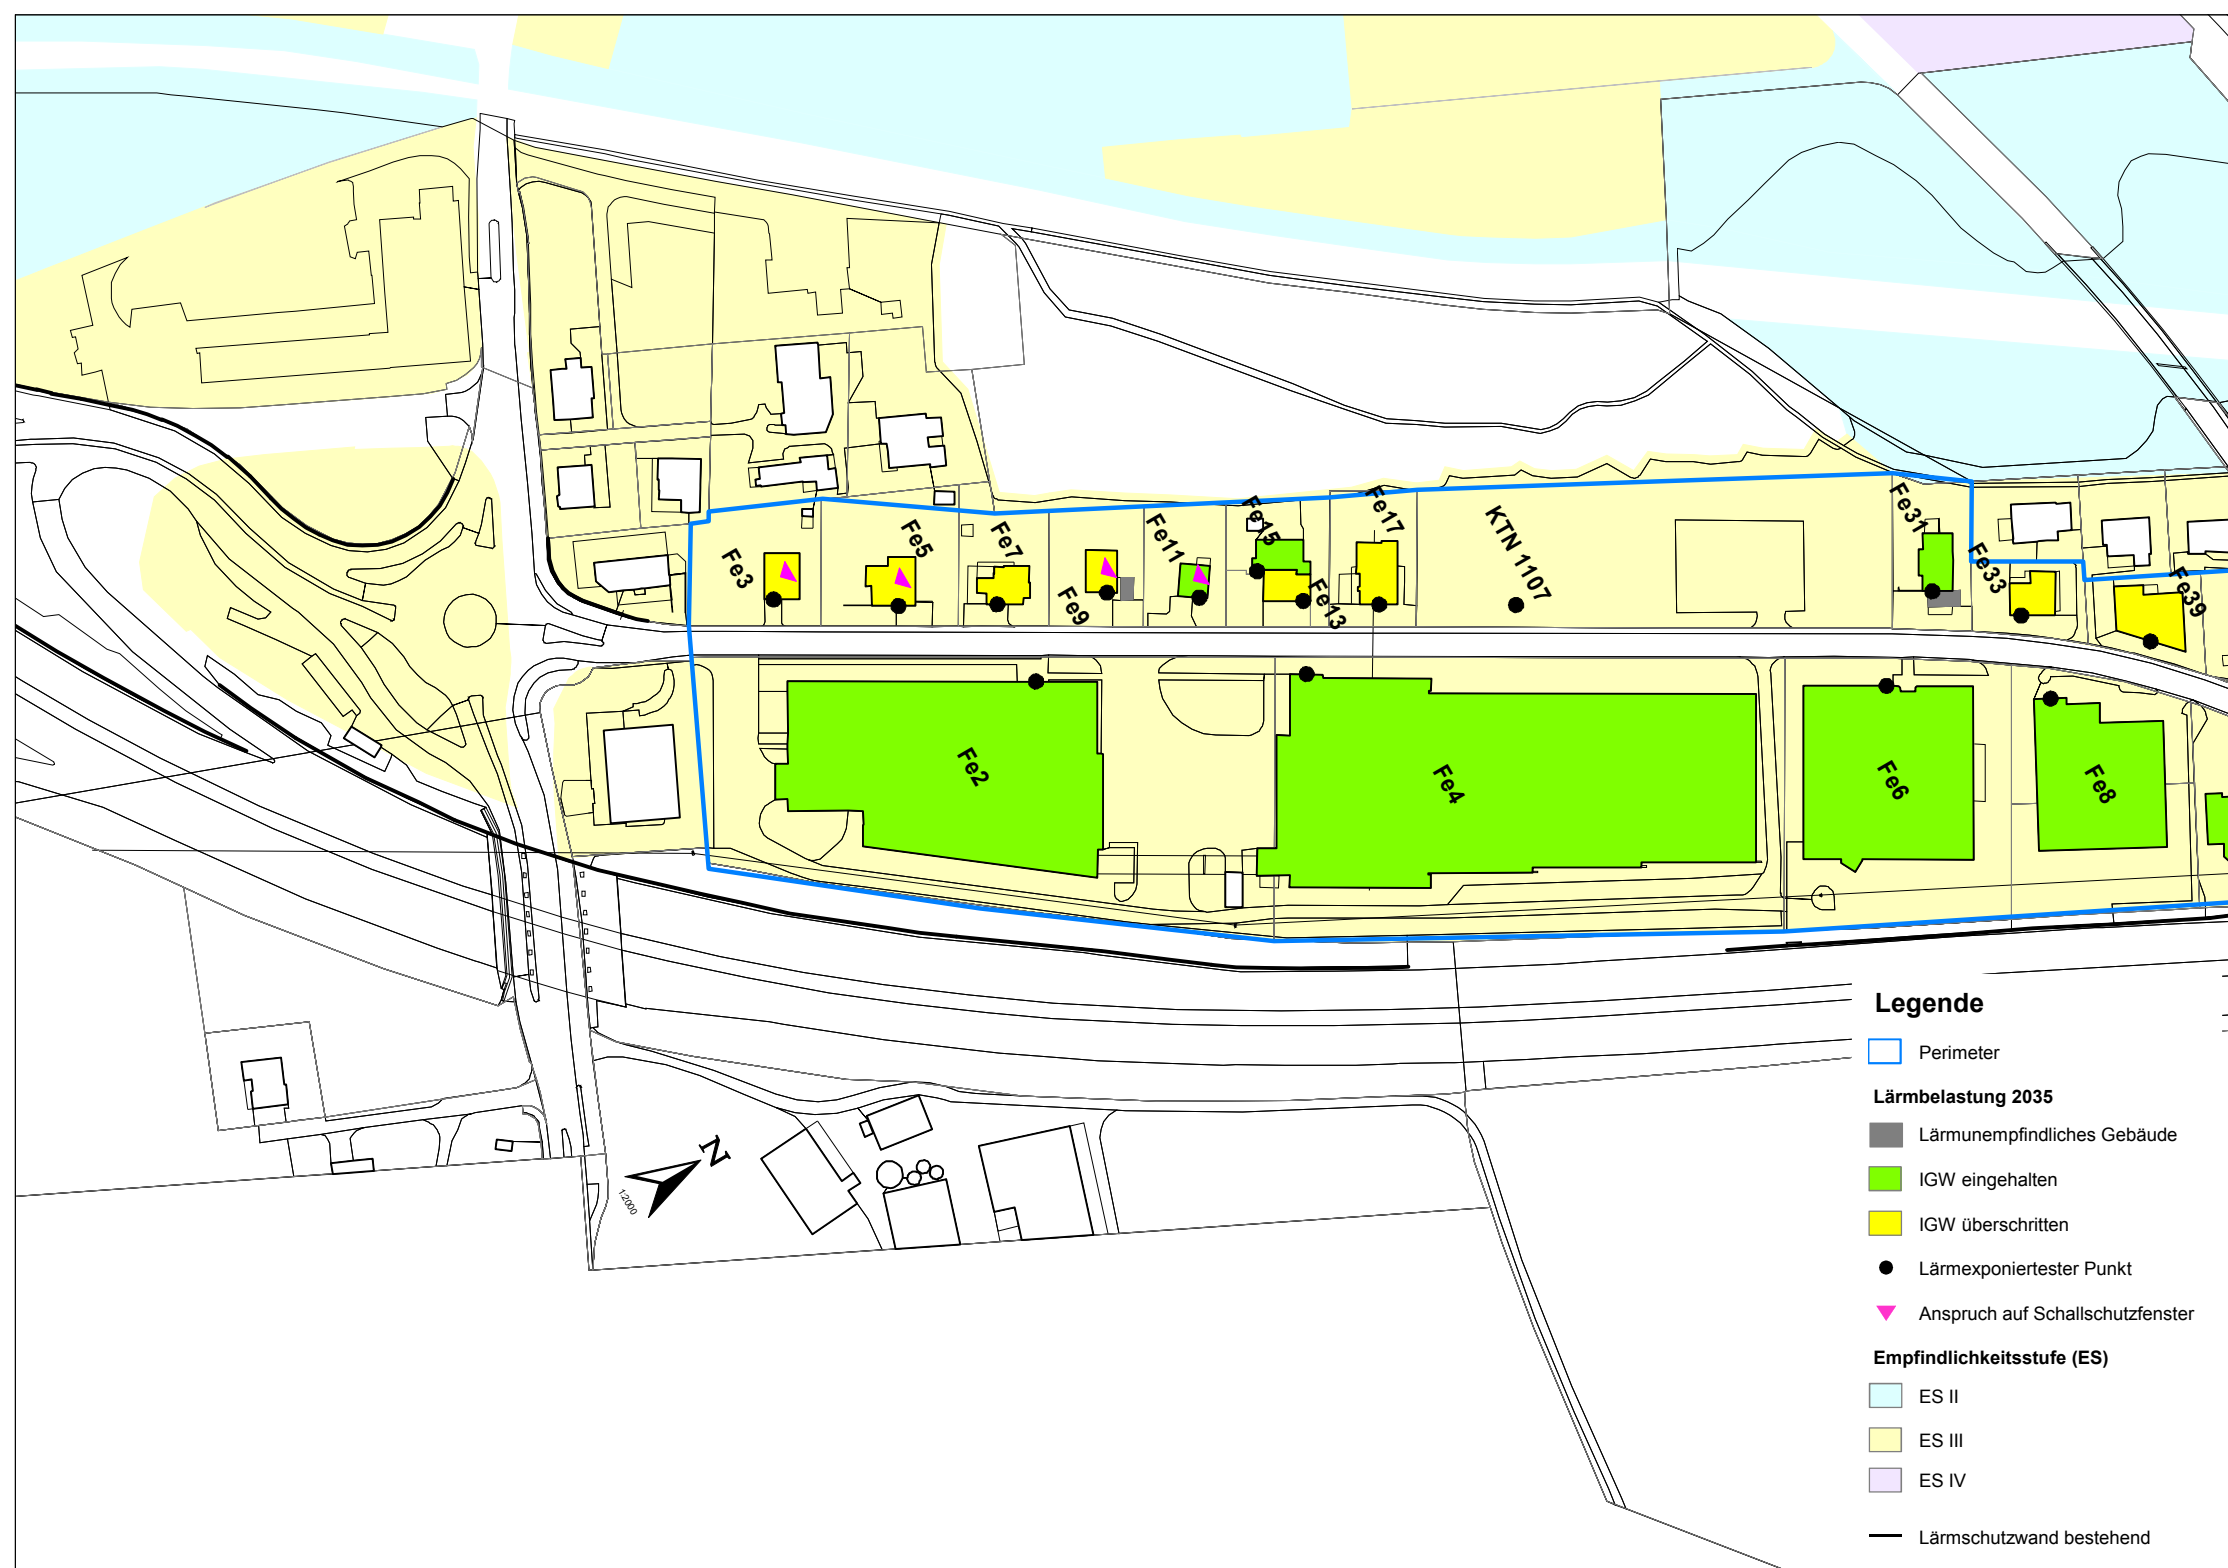 Fe3
Fe5
Fe7
Fe9
Fe11
Fe15
Fe13
Fe17
KTN 1107
Fe31
Fe33
Fe39
Fe2
Fe4
Fe6
Fe8
N
1:2000
Legende
Perimeter
Lärmbelastung 2035
Lärmunempfindliches Gebäude
IGW eingehalten
IGW überschritten
Lärmexponiertester Punkt
Anspruch auf Schallschutzfenster
Empfindlichkeitsstufe (ES)
ES II
ES III
ES IV
Lärmschutzwand bestehend